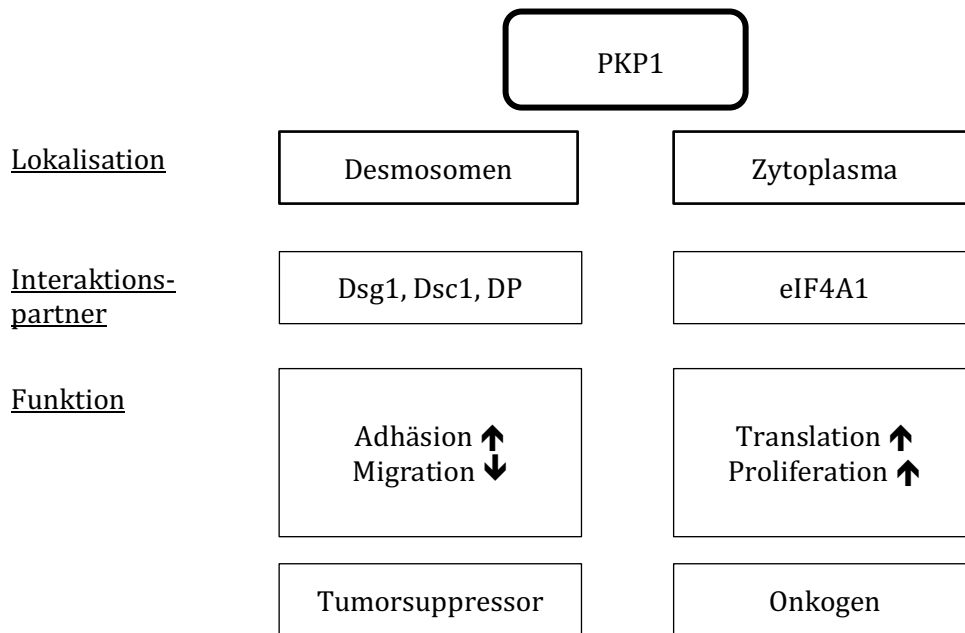 PKP1
Lokalisation
Desmosomen
Zytoplasma
Interaktions-
partner
Dsg1, Dsc1, DP
eIF4A1
Funktion
Adhäsion ↑
Migration ↓
Translation ↑
Proliferation ↑
Tumorsuppressor
Onkogen